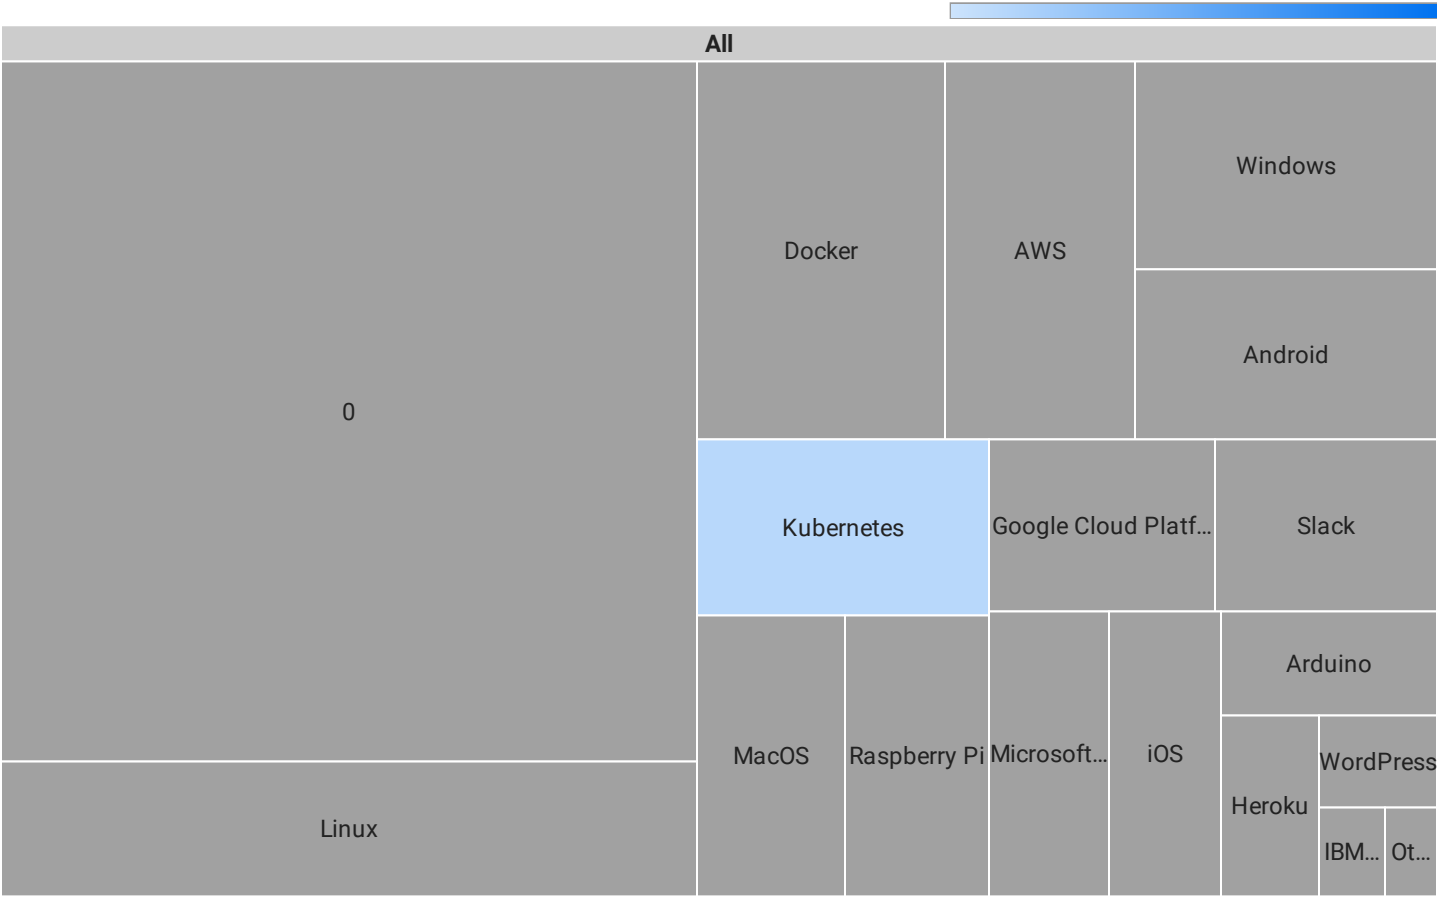 All
0
Linux
Docker
AWS
Windows
Android
Kubernetes
Google Cloud Platf...
Slack
MacOS
Raspberry Pi
Microsoft...
iOS
Arduino
Heroku
WordPress
IBM...
Ot...